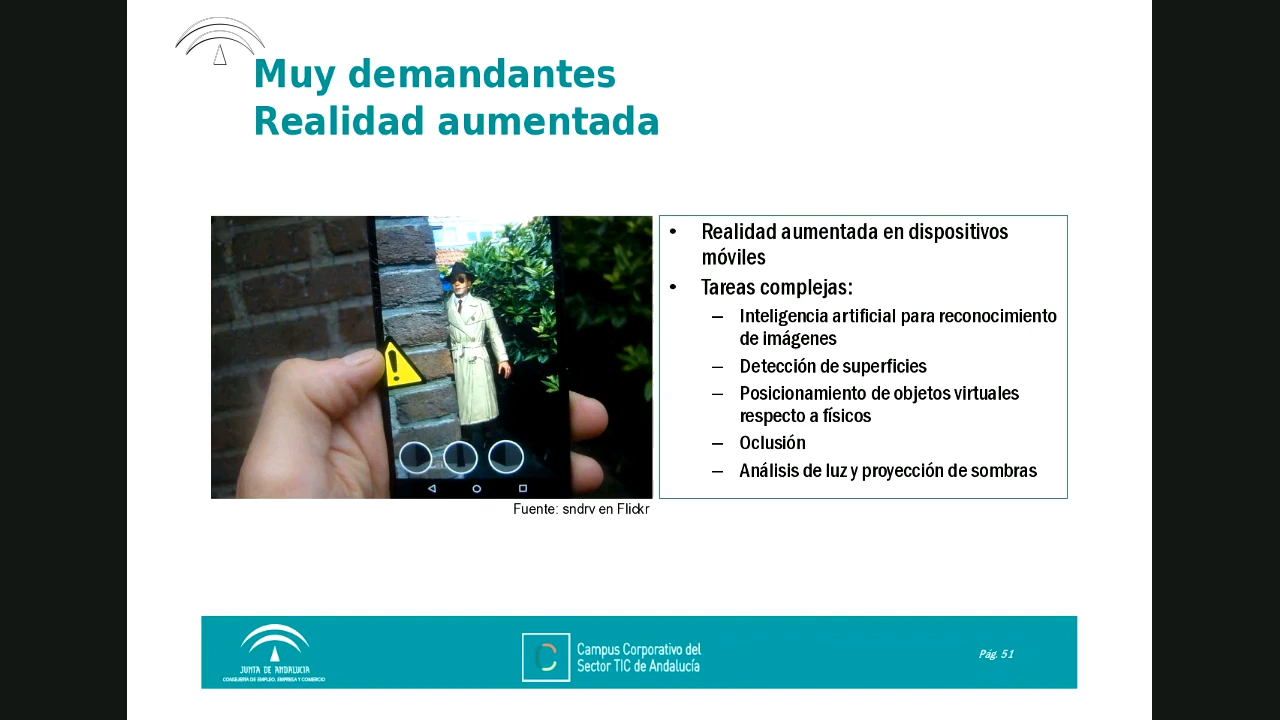 Muy demandantes
Realidad aumentada
• Realidad aumentada en dispositivos
móviles
• Tareas complejas:
– Inteligencia artificial para reconocimiento
de imágenes
– Detección de superficies
– Posicionamiento de objetos virtuales
respecto a físicos
– Oclusión
– Análisis de luz y proyección de sombras
Fuente: sndrv en Flickr
JUNTA DE ANDALUCIA
CONSEJERÍA DE EMPLEO, EMPRESA Y COMERCIO
C
Campus Corporativo del
Sector TIC de Andalucía
Pág. 51